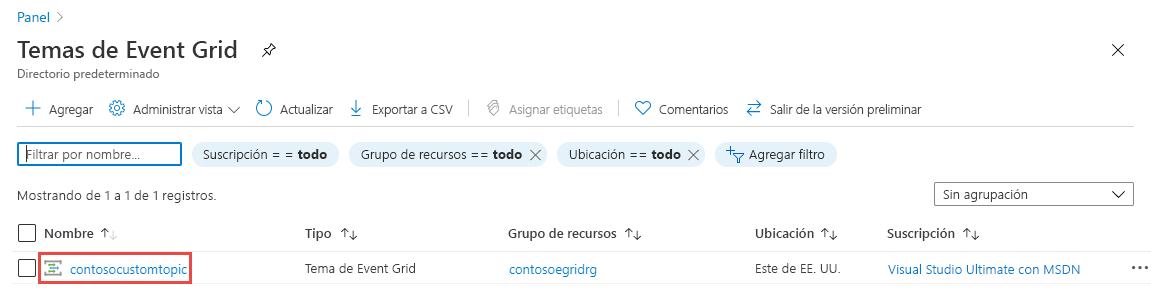 Panel
Temas de Event Grid
Directorio predeterminado
Agregar Administrar vista Actualizar Exportar a CSV Asignar etiquetas Comentarios Salir de la versión preliminar
Filtrar por nombre... Suscripción = = todo Grupo de recursos == todo Ubicación == todo Agregar filtro
Mostrando de 1 a 1 de 1 registros. Sin agrupación
Nombre Tipo Grupo de recursos Ubicación Suscripción
contosocustomtopic Tema de Event Grid contosoegridrg Este de EE. UU. Visual Studio Ultimate con MSDN